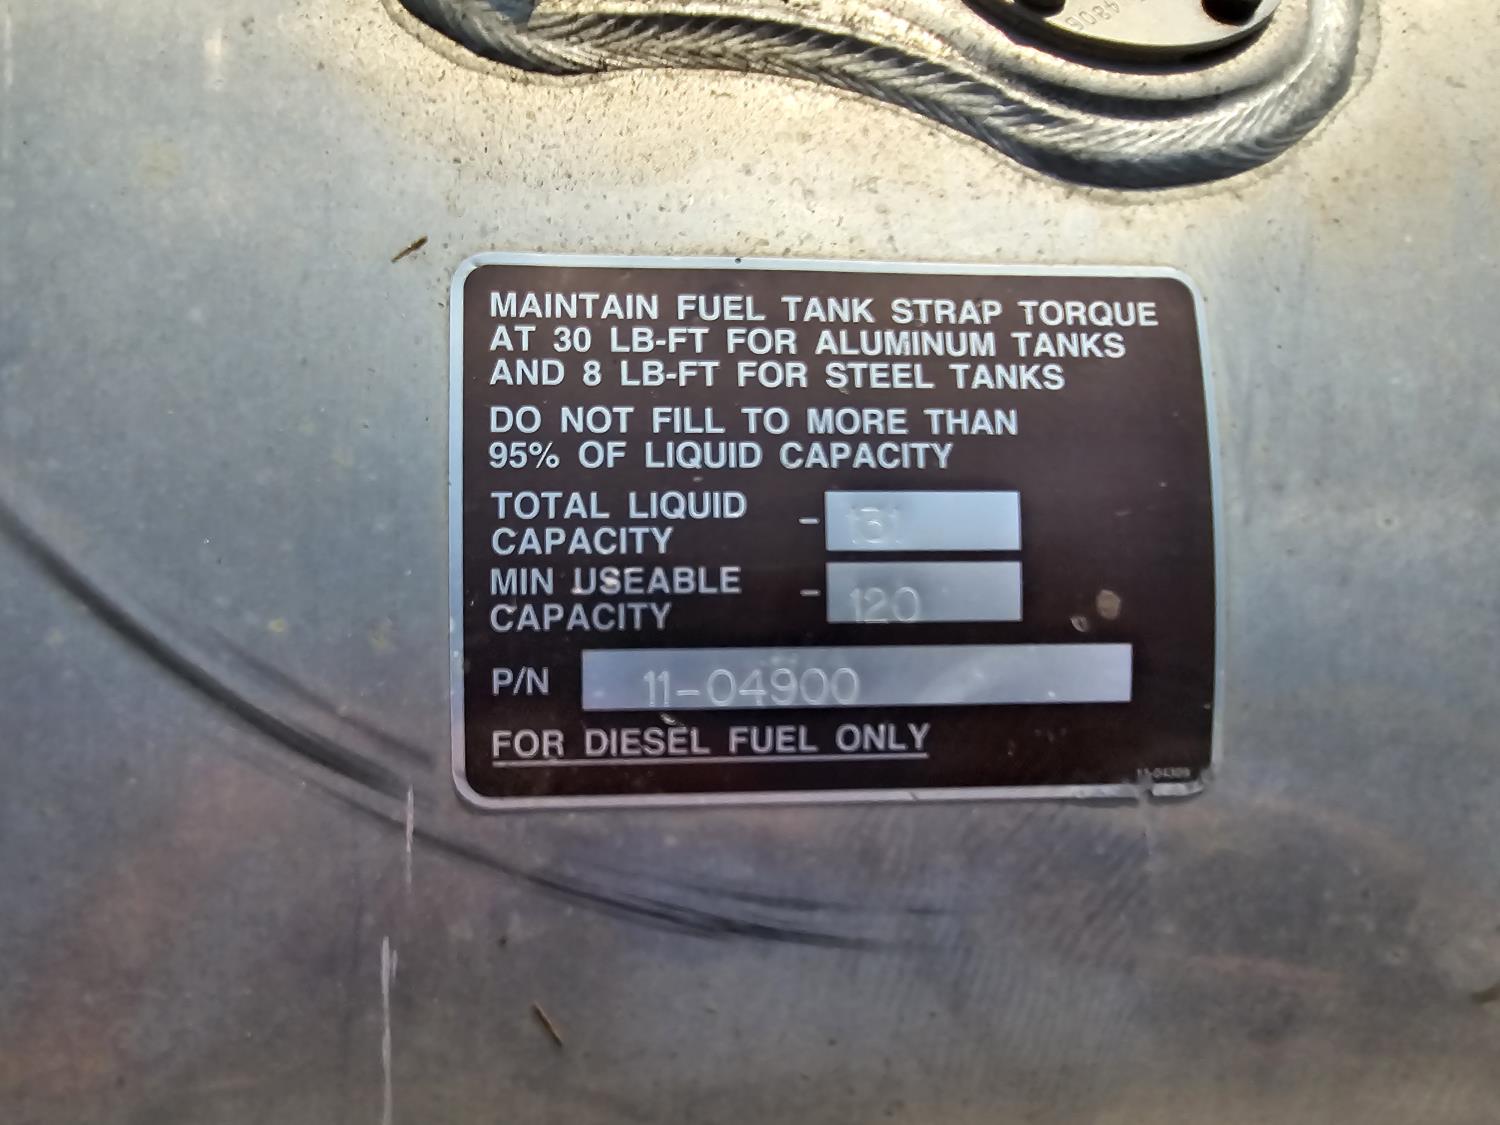 4806
MAINTAIN FUEL TANK STRAP TORQUE
AT 30 LB-FT FOR ALUMINUM TANKS
AND 8 LB-FT FOR STEEL TANKS
DO NOT FILL TO MORE THAN
95% OF LIQUID CAPACITY
TOTAL LIQUID
CAPACITY - 131
MIN USEABLE
CAPACITY - 120
P/N 11-04900
FOR DIESEL FUEL ONLY